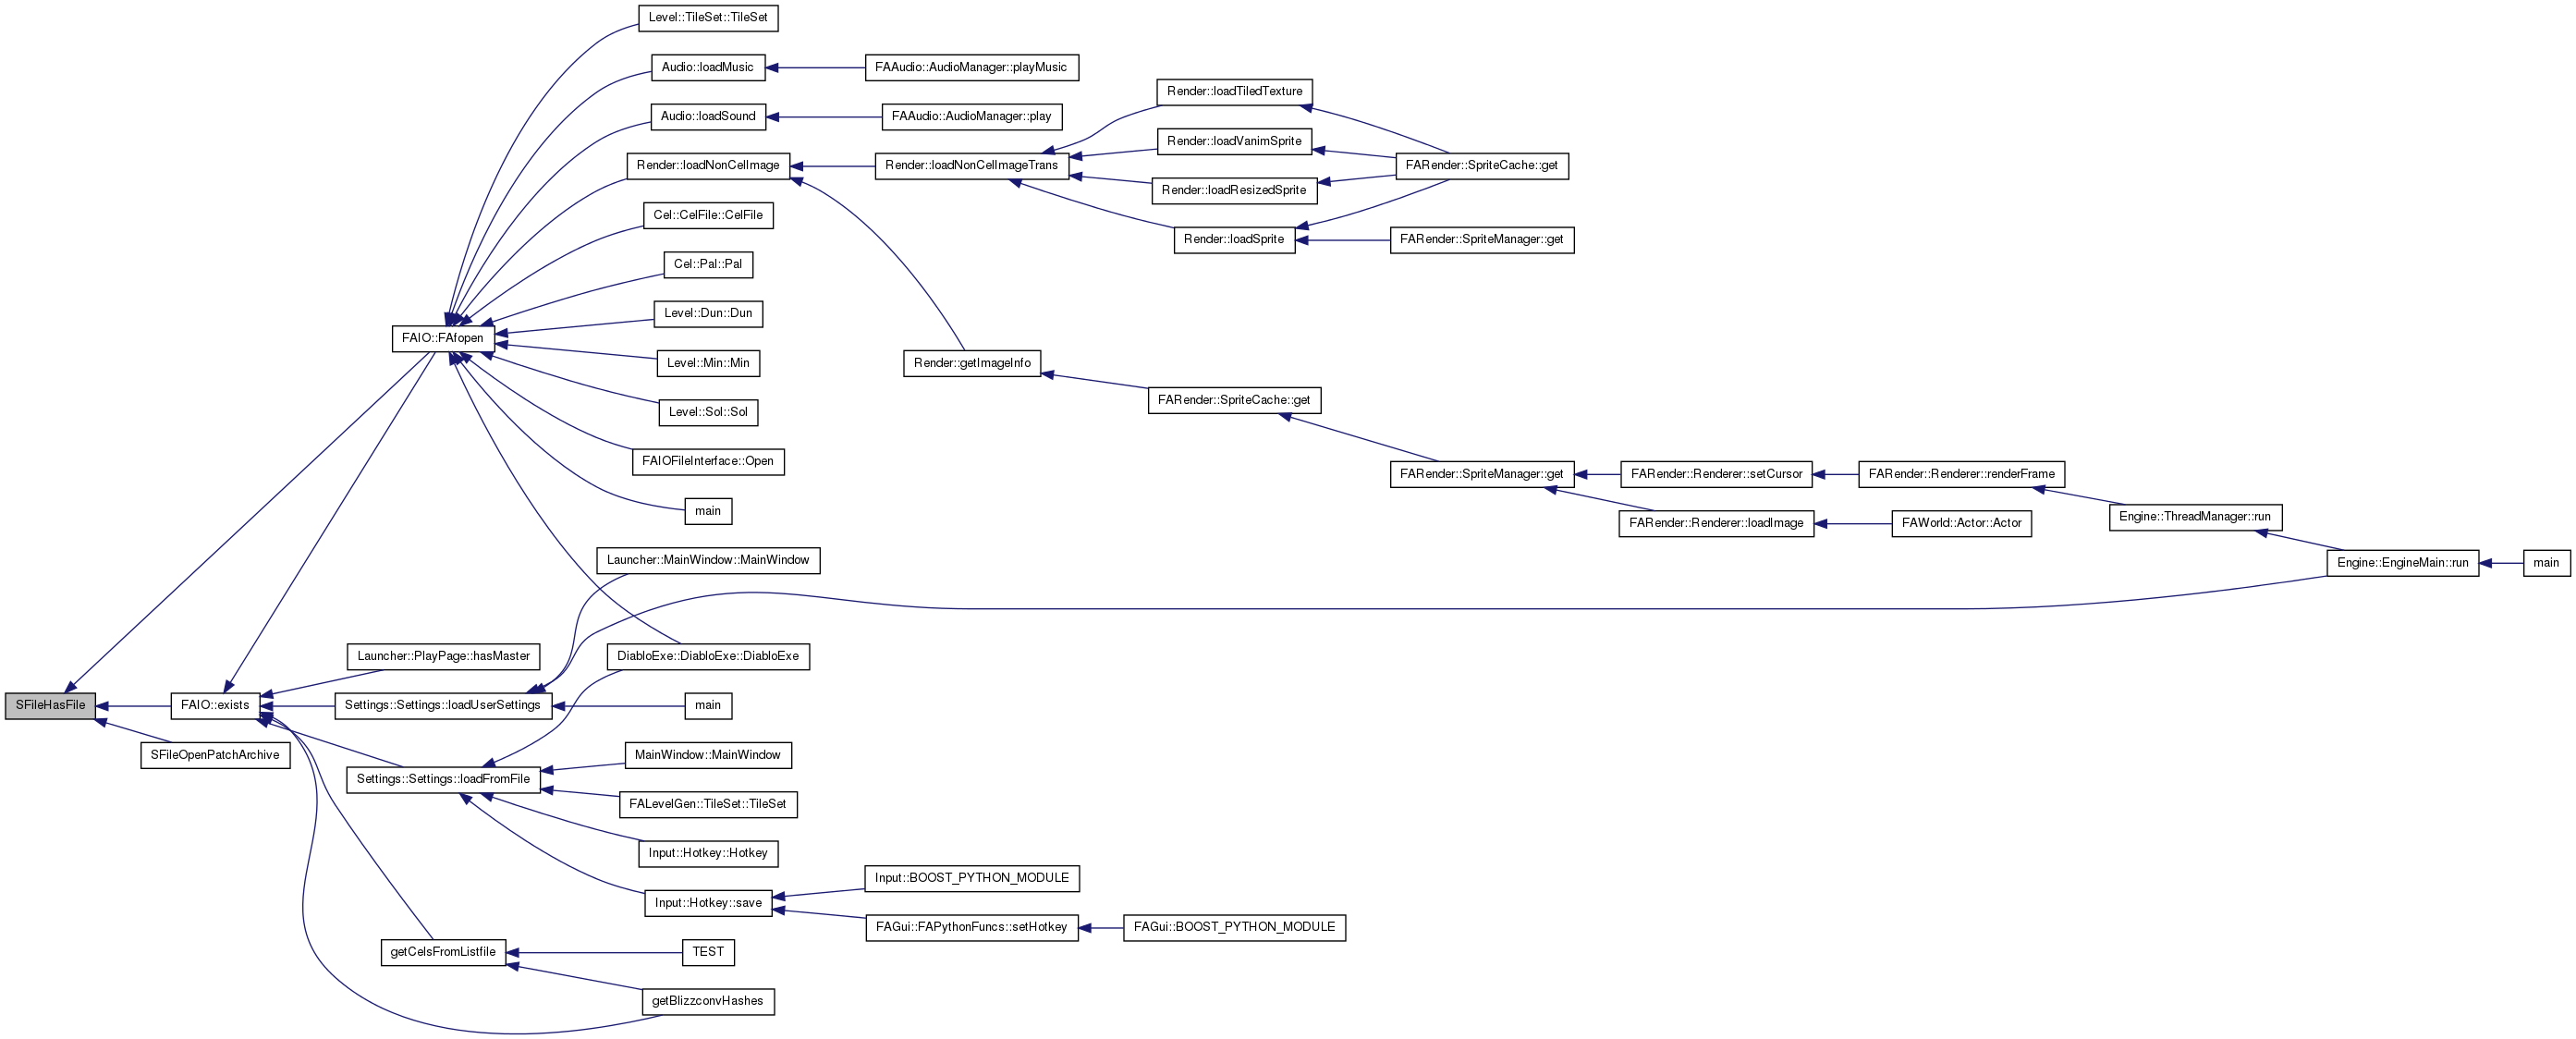 Level::TileSet::TileSet
Audio::loadMusic
FAAudio::AudioManager::playMusic
Render::loadTiledTexture
Audio::loadSound
FAAudio::AudioManager::play
Render::loadVanimSprite
Render::loadNonCelImage
Render::loadNonCelImageTrans
FARender::SpriteCache::get
Render::loadResizedSprite
Cel::CelFile::CelFile
Render::loadSprite
FARender::SpriteManager::get
Cel::Pal::Pal
Level::Dun::Dun
FAIO::FAfopen
Level::Min::Min
Render::getImageInfo
FARender::SpriteCache::get
Level::Sol::Sol
FAIOFileInterface::Open
FARender::SpriteManager::get
FARender::Renderer::setCursor
FARender::Renderer::renderFrame
main
FARender::Renderer::loadImage
FAWorld::Actor::Actor
Engine::ThreadManager::run
Launcher::MainWindow::MainWindow
Engine::EngineMain::run
main
Launcher::PlayPage::hasMaster
DiabloExe::DiabloExe::DiabloExe
SFileHasFile
FAIO::exists
Settings::Settings::loadUserSettings
main
SFileOpenPatchArchive
MainWindow::MainWindow
Settings::Settings::loadFromFile
FALevelGen::TileSet::TileSet
Input::Hotkey::Hotkey
Input::BOOST_PYTHON_MODULE
Input::Hotkey::save
FAGui::FAPythonFuncs::setHotkey
FAGui::BOOST_PYTHON_MODULE
getCelsFromListfile
TEST
getBlizzconvHashes